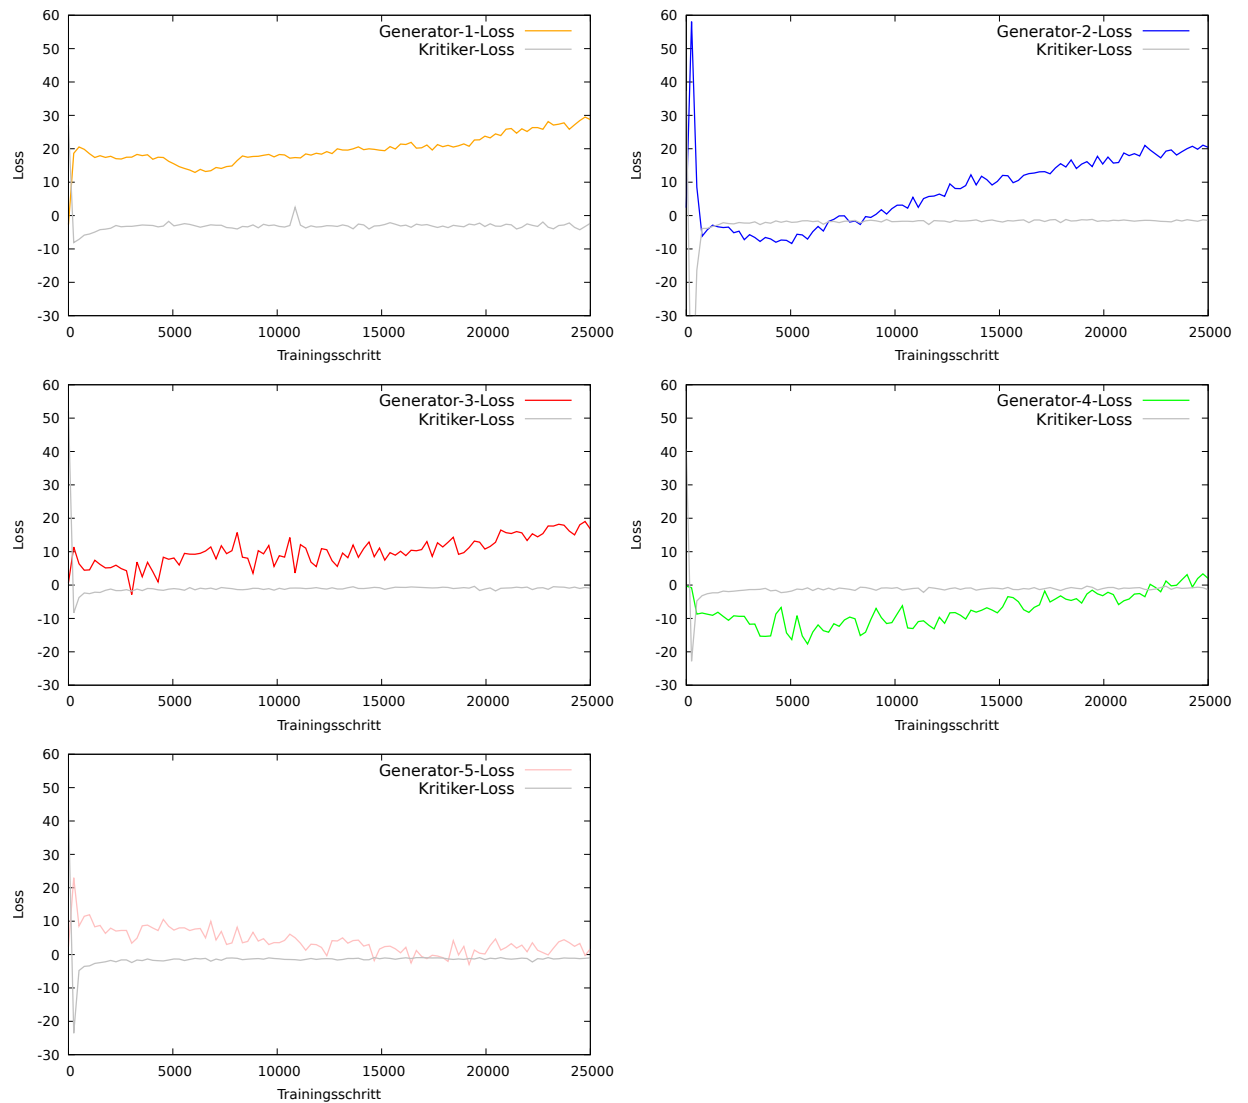 60
50
40
30
20
10
0
-10
-20
-30
Loss
Generator-1-Loss
Kritiker-Loss
0 5000 10000 15000 20000 25000
Trainingsschritt
60
50
40
30
20
10
0
-10
-20
-30
Loss
Generator-2-Loss
Kritiker-Loss
0 5000 10000 15000 20000 25000
Trainingsschritt
60
50
40
30
20
10
0
-10
-20
-30
Loss
Generator-3-Loss
Kritiker-Loss
0 5000 10000 15000 20000 25000
Trainingsschritt
60
50
40
30
20
10
0
-10
-20
-30
Loss
Generator-4-Loss
Kritiker-Loss
0 5000 10000 15000 20000 25000
Trainingsschritt
60
50
40
30
20
10
0
-10
-20
-30
Loss
Generator-5-Loss
Kritiker-Loss
0 5000 10000 15000 20000 25000
Trainingsschritt